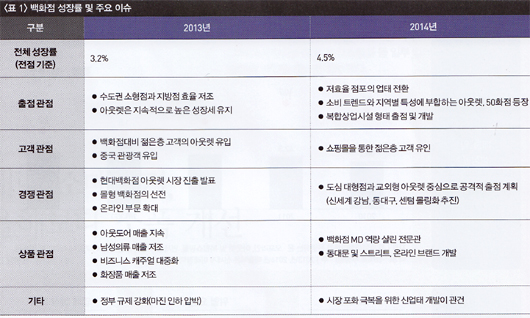 <표 1> 백화점 성장률 및 주요 이슈
구분 2013년 2014년
전체 성장률
(전점 기준)
3.2%
4.5%
출점 관점
● 수도권 소형점과 지방점 효율 저조
● 아웃렛은 지속적으로 높은 성장세 유지
● 저효율 점포의 업태 전환
● 소비 트렌드와 지역별 특성에 부합하는 아웃렛, 50화점 등장
● 복합상업시설 형태 출점 및 개발
고객 관점
● 백화점대비 젊은층 고객의 아웃렛 유입
● 중국 관광객 유입
● 쇼핑몰을 통한 젊은층 고객 유인
경쟁 관점
● 현대백화점 아웃렛 시장 진출 발표
● 몰형 백화점의 선전
● 온라인 부문 확대
● 도심 대형점과 교외형 아웃렛 중심으로 공격적 출점 계획
(신세계 강남, 동대구, 센텀 몰링화 추진)
상품 관점
● 아웃도어 매출 지속
● 남성의류 매출 저조
● 비즈니스 캐주얼 대중화
● 화장품 매출 저조
● 백화점 MD 역량 살린 전문관
● 동대문 및 스트리트, 온라인 브랜드 개발
기타
● 정부 규제 강화(마진 인하 압박)
● 시장 포화 극복을 위한 신업태 개발이 관건